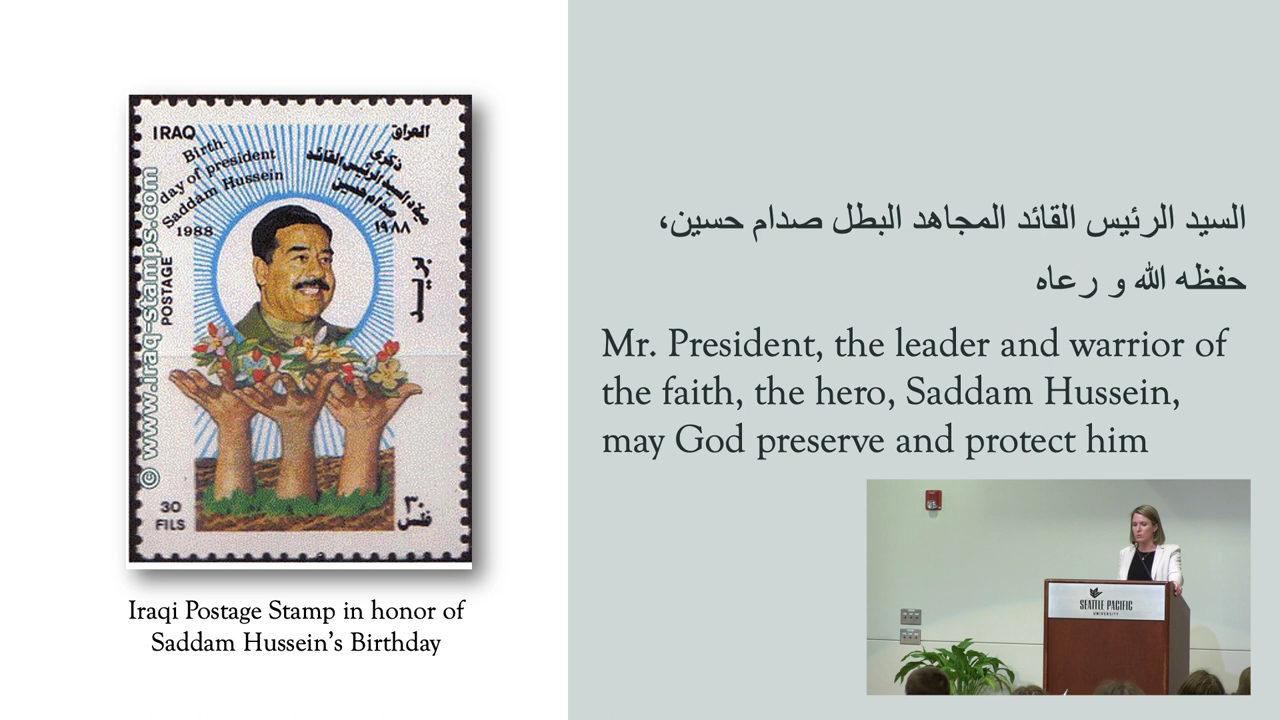 IRAQ
العراق
Birth-
day of president
Saddam Hussein
1988
ذكرى
ميلاد السيد الرئيس القائد
صدام حسين
١٩٨٨
POSTAGE
بريد
© www.iraq-stamps.com
30
FILS
٣٠
فلس
Iraqi Postage Stamp in honor of
Saddam Hussein's Birthday
السيد الرئيس القائد المجاهد البطل صدام حسين،
حفظه الله و رعاه
Mr. President, the leader and warrior of
the faith, the hero, Saddam Hussein,
may God preserve and protect him
SEATTLE PACIFIC
UNIVERSITY